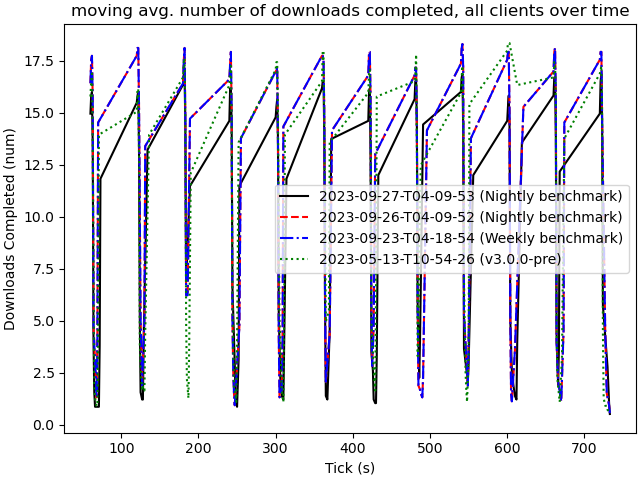 moving avg. number of downloads completed, all clients over time
17.5
15.0
12.5
10.0
7.5
5.0
2.5
0.0
Downloads Completed (num)
2023-09-27-T04-09-53 (Nightly benchmark)
2023-09-26-T04-09-52 (Nightly benchmark)
2023-09-23-T04-18-54 (Weekly benchmark)
2023-05-13-T10-54-26 (v3.0.0-pre)
100 200 300 400 500 600 700
Tick (s)